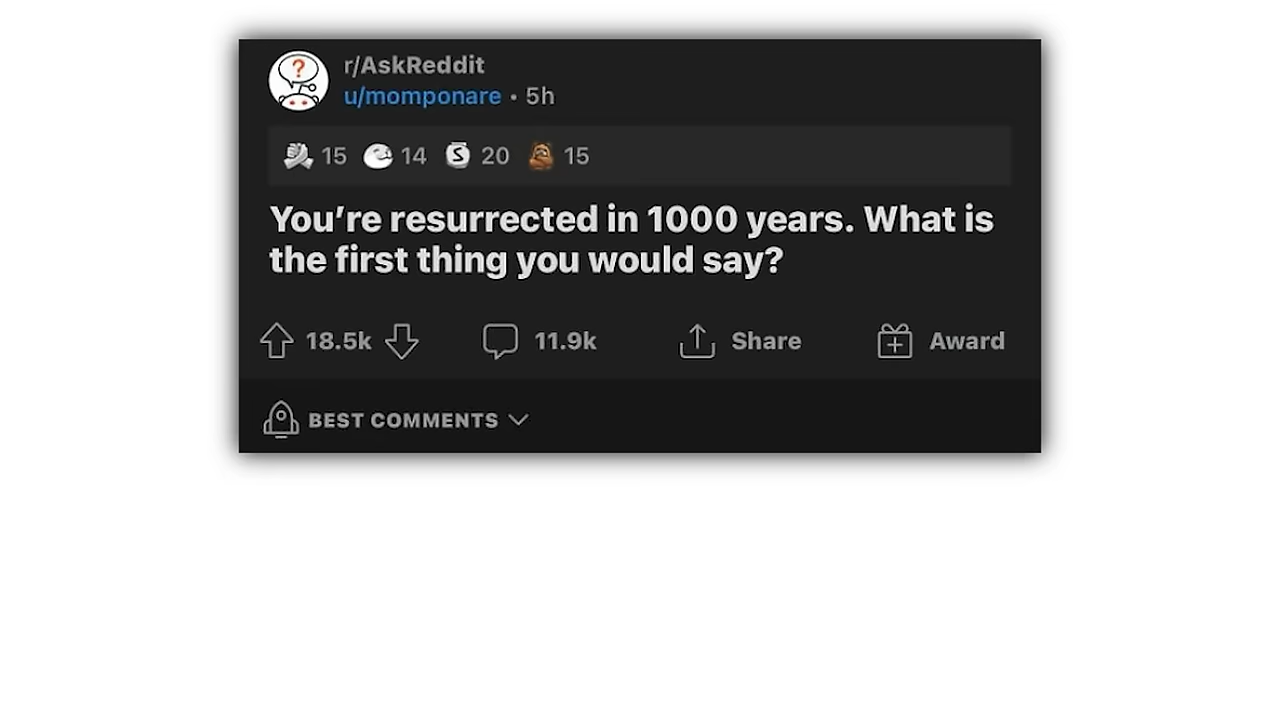 r/AskReddit
u/momponare • 5h
15 14 S 20 15
You're resurrected in 1000 years. What is
the first thing you would say?
18.5k 11.9k Share Award
BEST COMMENTS